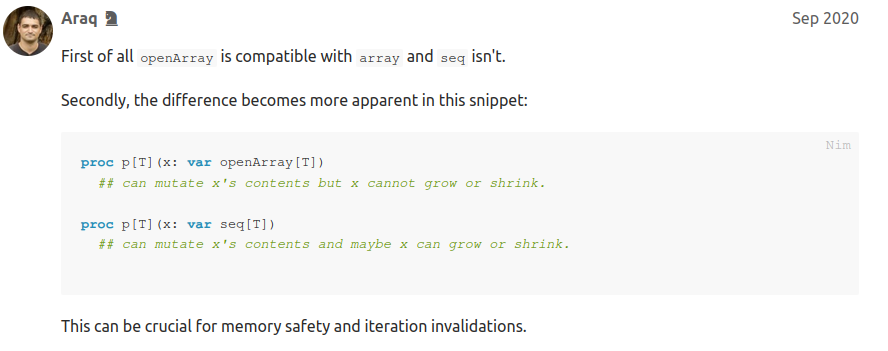 Araq
Sep 2020
First of all openArray is compatible with array and seq isn't.
Secondly, the difference becomes more apparent in this snippet:
Nim
proc p[T](x: var openArray[T])
## can mutate x's contents but x cannot grow or shrink.
proc p[T](x: var seq[T])
## can mutate x's contents and maybe x can grow or shrink.
This can be crucial for memory safety and iteration invalidations.